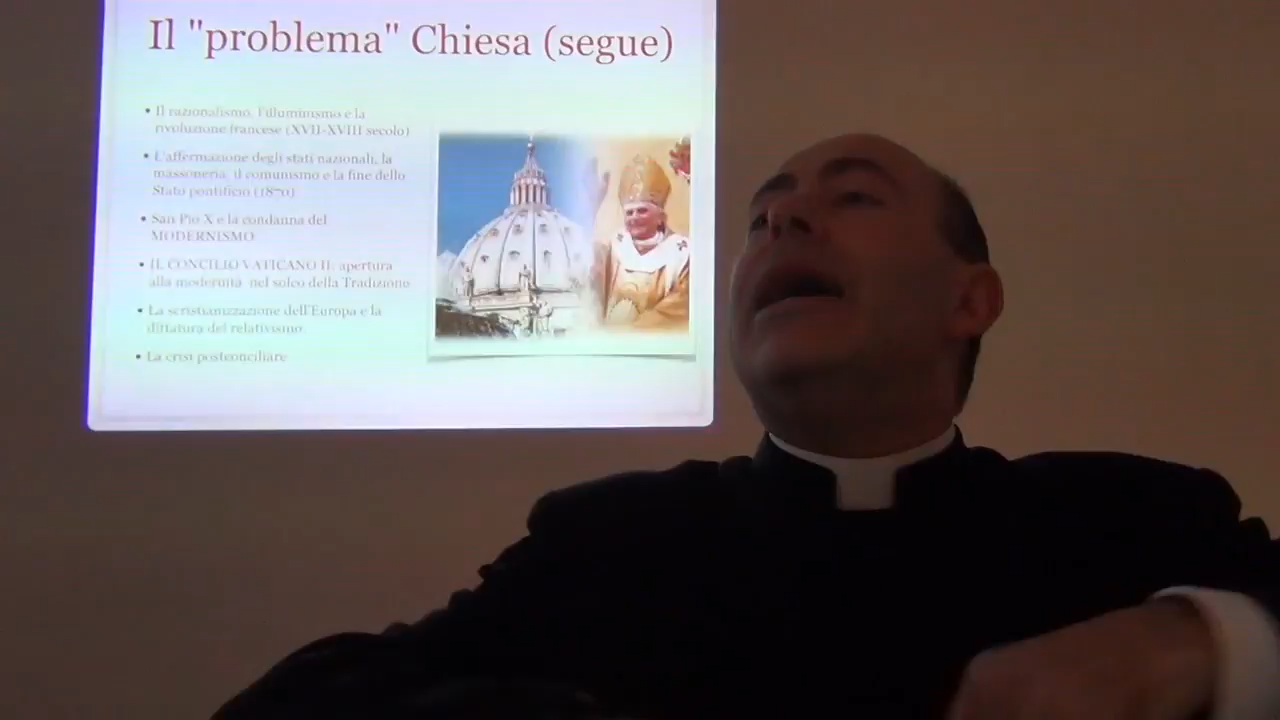 Il "problema" Chiesa (segue)
• Il razionalismo, l'illuminismo e la
rivoluzione francese (XVII-XVIII secolo)
• L'affermazione degli stati nazionali, la
massoneria, il comunismo e la fine dello
Stato pontificio (1870)
• San Pio X e la condanna del
MODERNISMO
• IL CONCILIO VATICANO II: apertura
alla modernità nel solco della Tradizione
• La scristianizzazione dell'Europa e la
dittatura del relativismo
• La crisi postconciliare